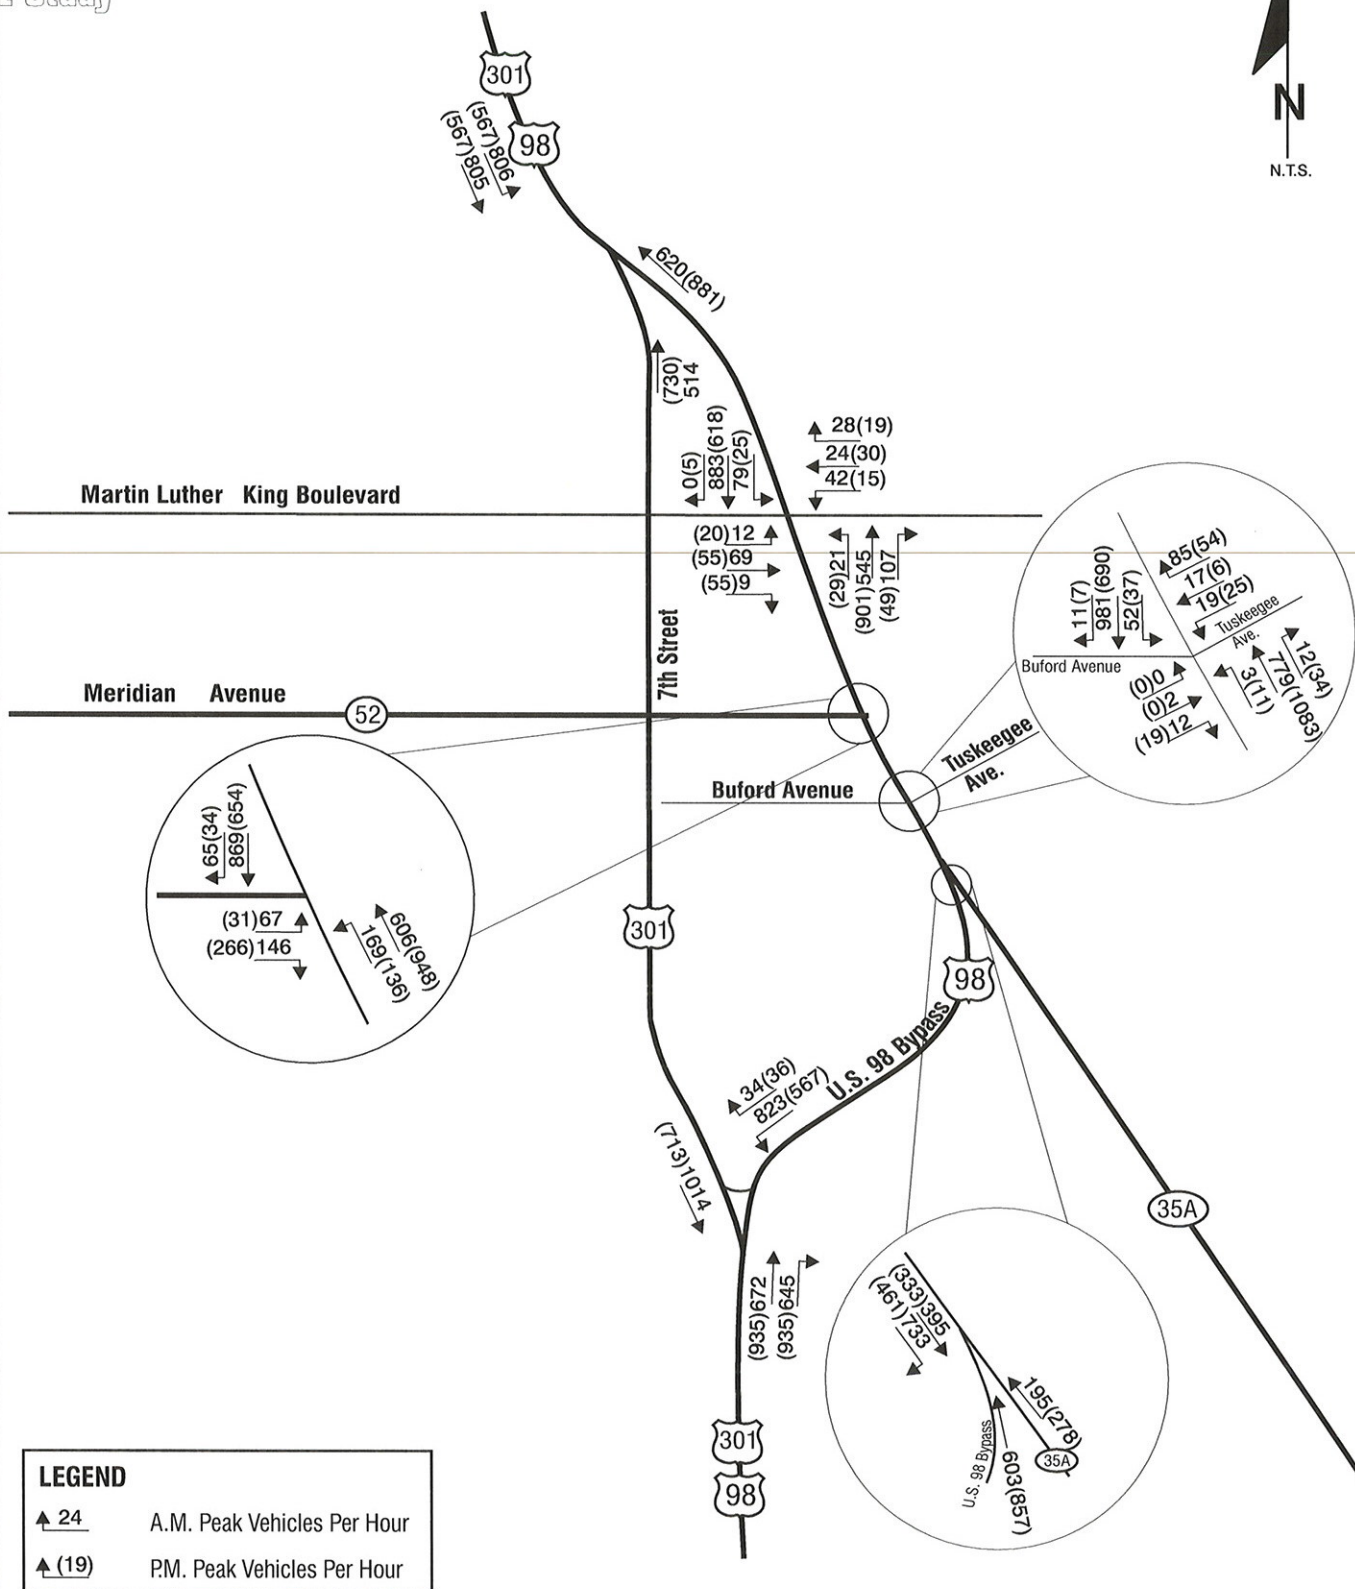 Study
301
98
(567)806
(567)805
N
N.T.S.
620(881)
(730)
514
0(5)
883(618)
79(25)
28(19)
24(30)
42(15)
Martin Luther King Boulevard
(20)12
(55)69
(55)9
(29)21
(901)545
(49)107
7th Street
Meridian Avenue
52
11(7)
981(690)
52(37)
85(54)
17(6)
19(25)
Tuskeegee
Ave.
Buford Avenue
(0)0
(0)2
(19)12
3(11)
779(1083)
12(34)
Tuskeegee
Ave.
Buford Avenue
65(34)
869(654)
(31)67
(266)146
169(136)
606(948)
301
98
U.S. 98 Bypass
34(36)
823(567)
(713)1014
35A
(935)672
(935)645
(333)395
(461)733
195(278)
35A
U.S. 98 Bypass
603(857)
301
98
LEGEND
24 A.M. Peak Vehicles Per Hour
(19) P.M. Peak Vehicles Per Hour